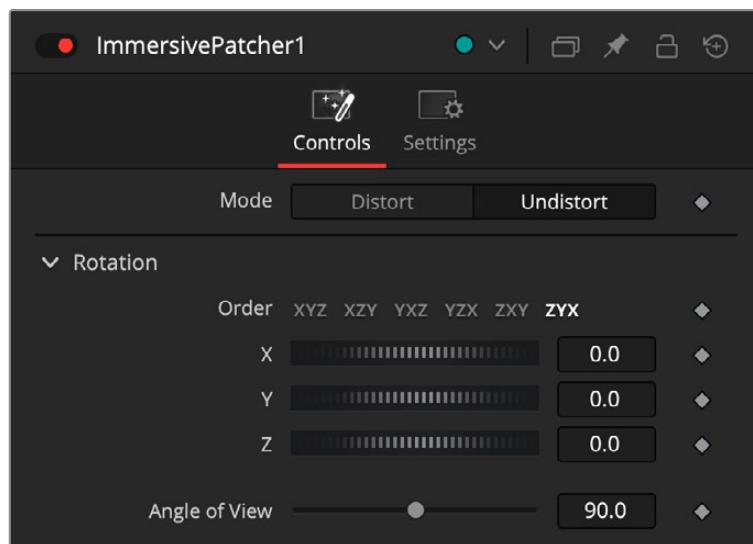 ImmersivePatcher1
Controls Settings
Mode Distort Undistort
Rotation
Order XYZ XZY YXZ YZX ZXY ZYX
X 0.0
Y 0.0
Z 0.0
Angle of View 90.0